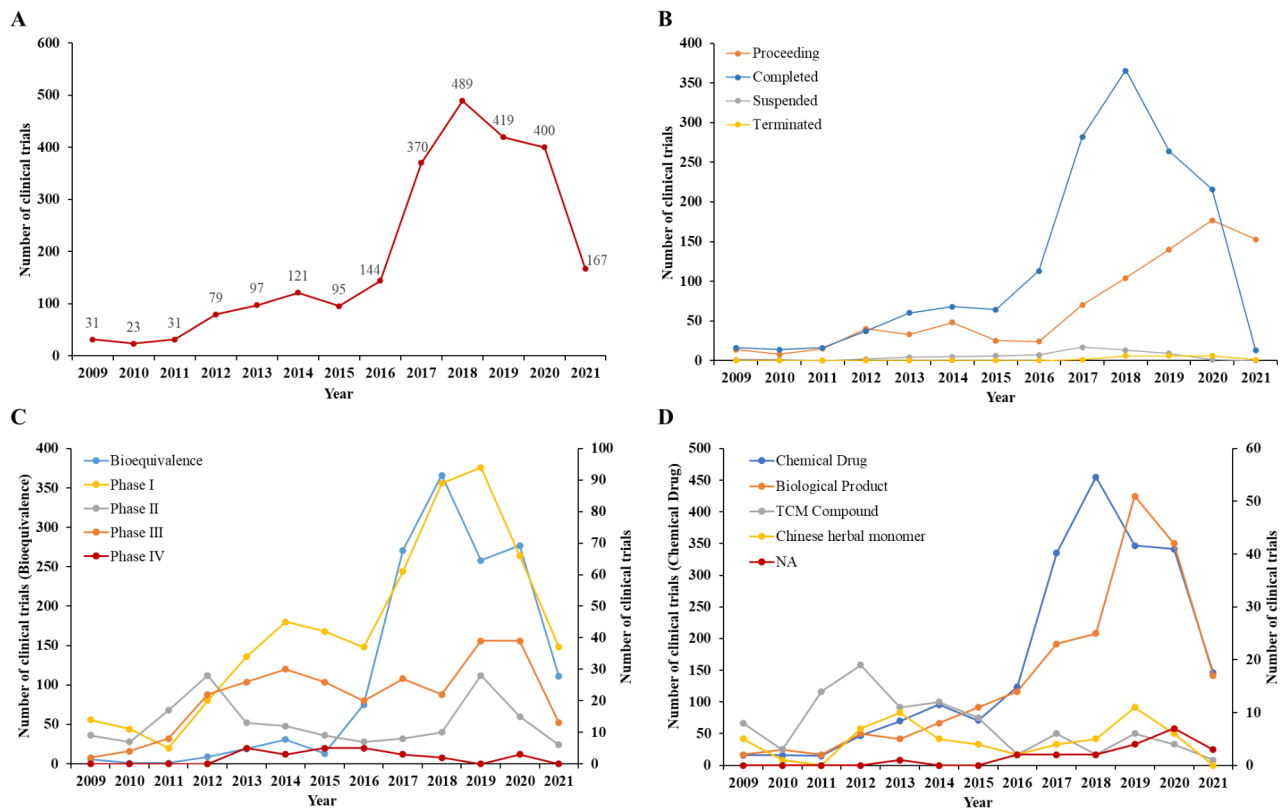 A
Number of clinical trials
600
500
400
300
200
100
0
31
23
31
79
97
121
95
144
370
489
419
400
167
2009 2010 2011 2012 2013 2014 2015 2016 2017 2018 2019 2020 2021
Year
B
Number of clinical trials
400
350
300
250
200
150
100
50
0
Proceeding
Completed
Suspended
Terminated
2009 2010 2011 2012 2013 2014 2015 2016 2017 2018 2019 2020 2021
Year
C
Number of clinical trials (Bioequivalence)
400
350
300
250
200
150
100
50
0
Bioequivalence
Phase I
Phase II
Phase III
Phase IV
100
90
80
70
60
50
40
30
20
10
0
Number of clinical trials
2009 2010 2011 2012 2013 2014 2015 2016 2017 2018 2019 2020 2021
Year
D
Number of clinical trials (Chemical Drug)
500
450
400
350
300
250
200
150
100
50
0
Chemical Drug
Biological Product
TCM Compound
Chinese herbal monomer
NA
60
50
40
30
20
10
0
Number of clinical trials
2009 2010 2011 2012 2013 2014 2015 2016 2017 2018 2019 2020 2021
Year